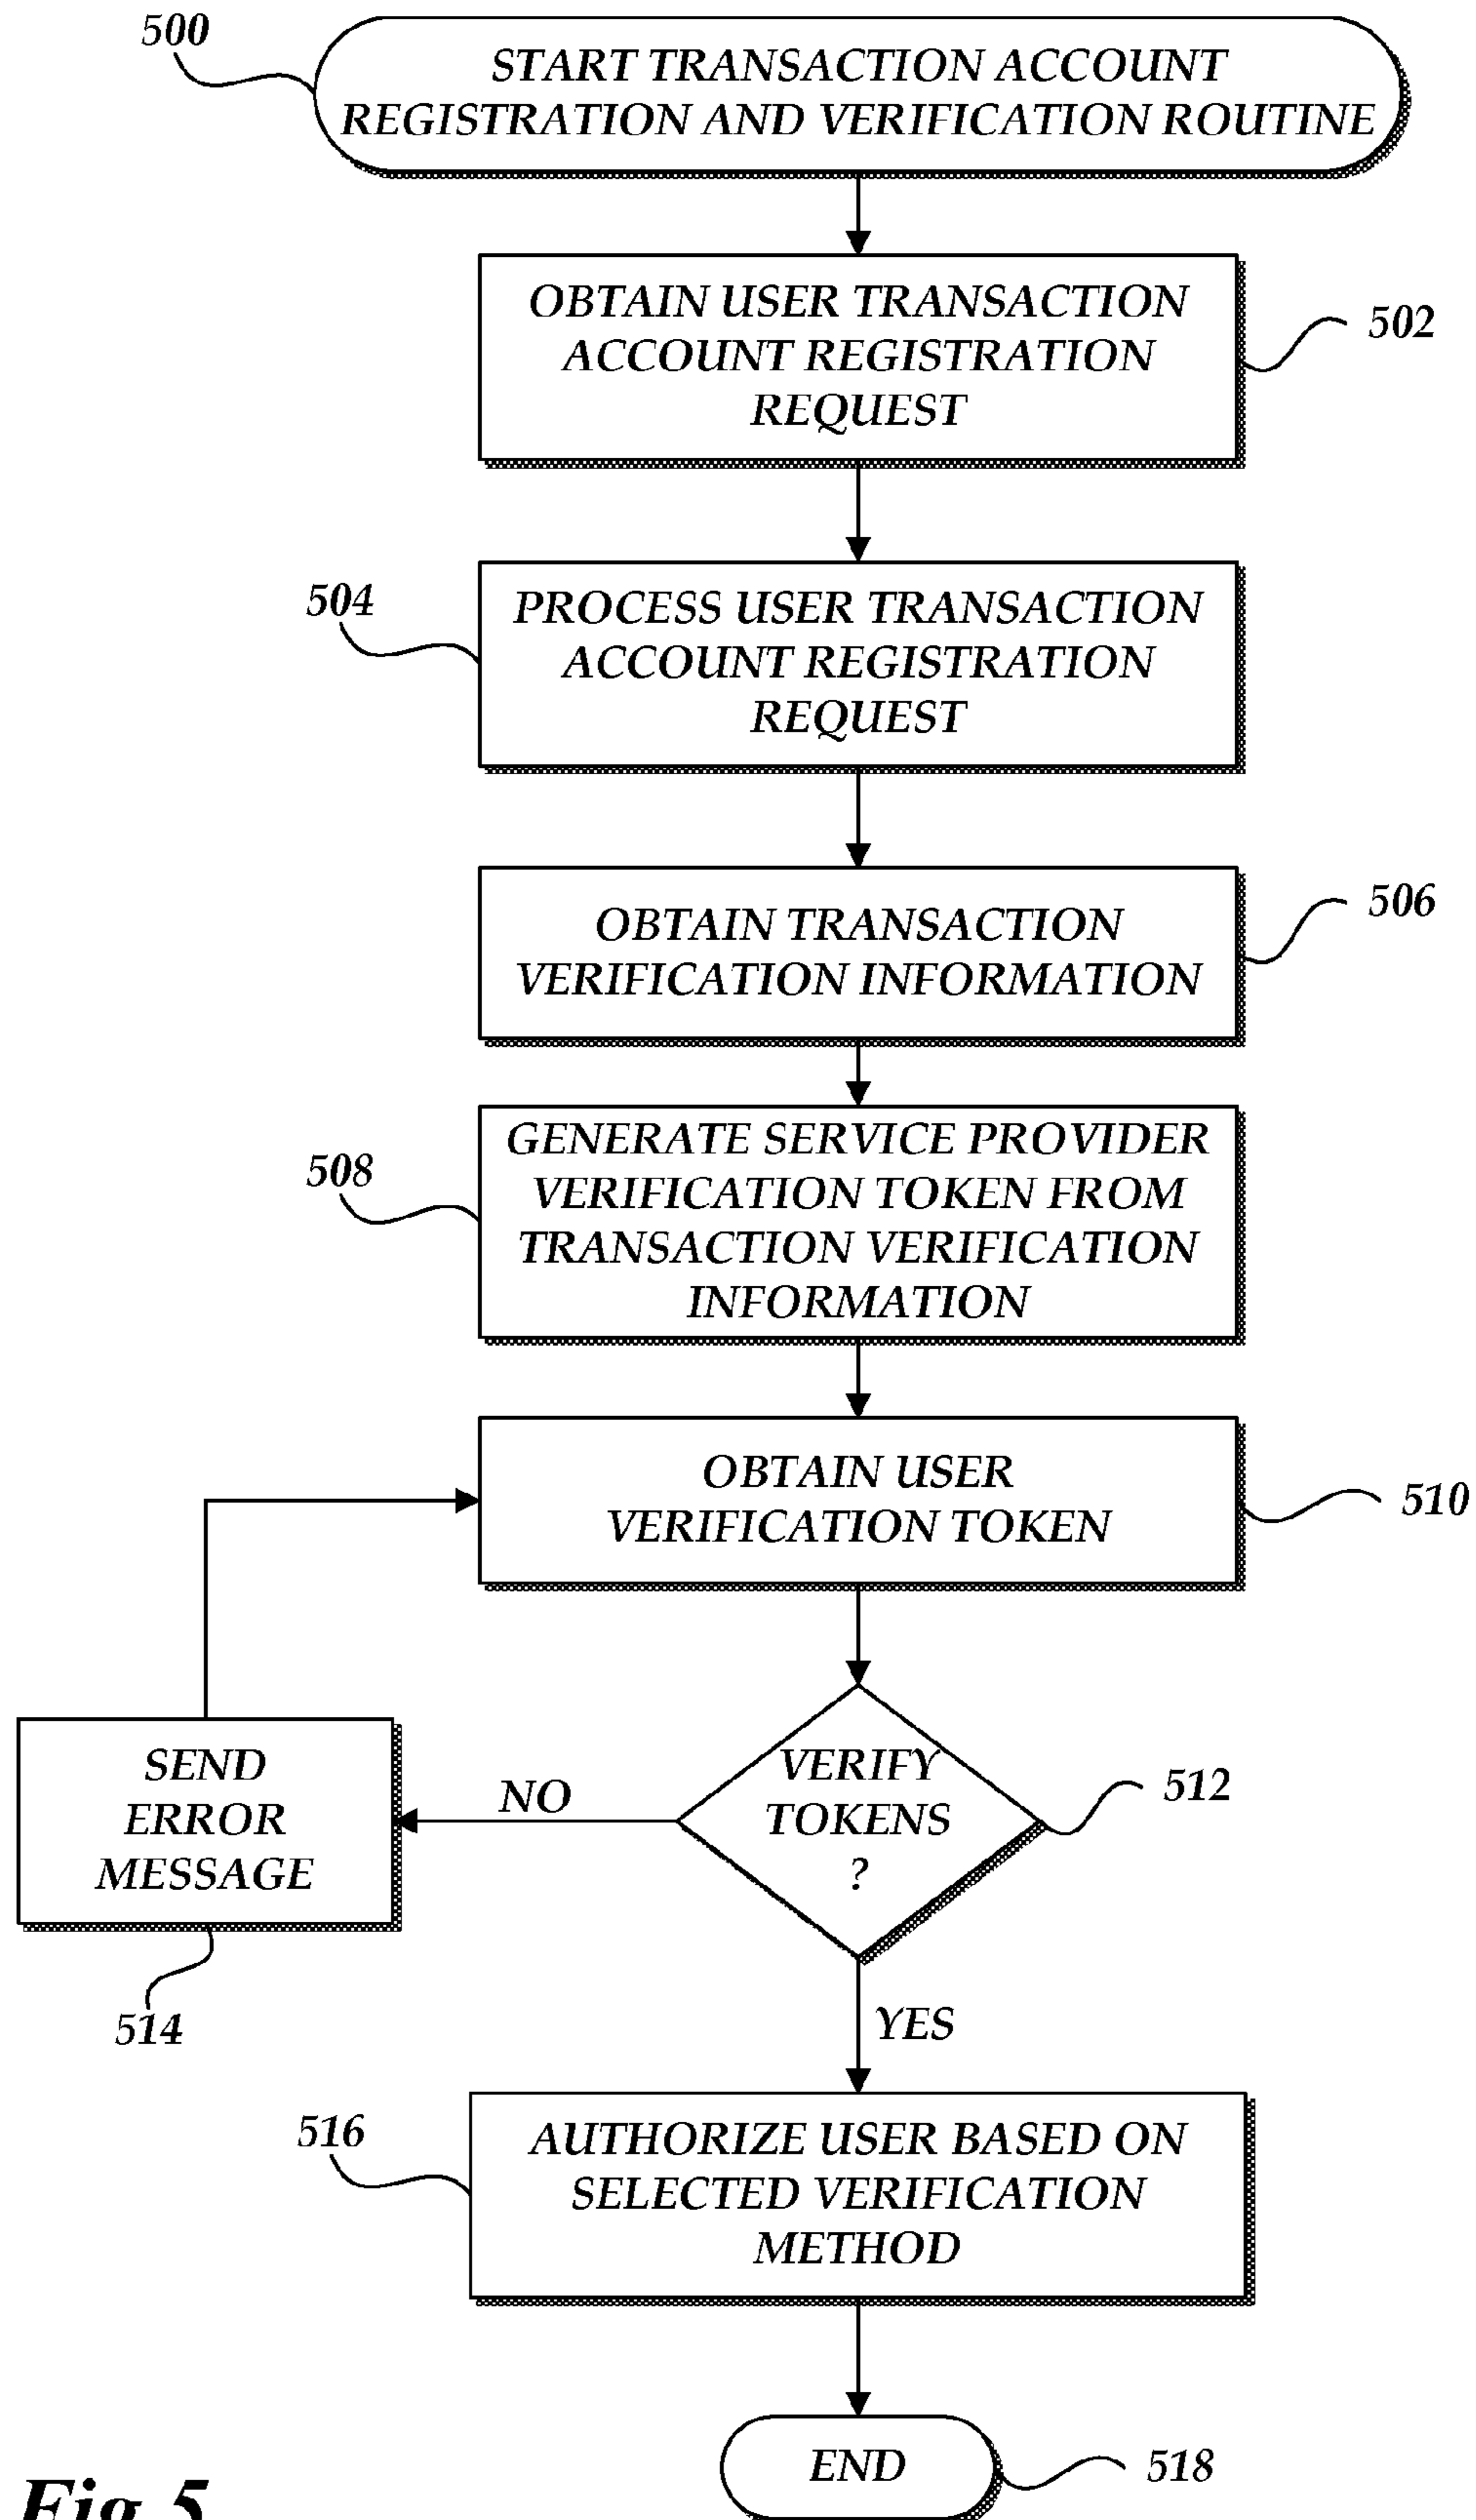 500
START TRANSACTION ACCOUNT
REGISTRATION AND VERIFICATION ROUTINE
OBTAIN USER TRANSACTION
ACCOUNT REGISTRATION
REQUEST
502
504
PROCESS USER TRANSACTION
ACCOUNT REGISTRATION
REQUEST
OBTAIN TRANSACTION
VERIFICATION INFORMATION
506
508
GENERATE SERVICE PROVIDER
VERIFICATION TOKEN FROM
TRANSACTION VERIFICATION
INFORMATION
OBTAIN USER
VERIFICATION TOKEN
510
VERIFY
TOKENS
?
512
NO
SEND
ERROR
MESSAGE
514
YES
516
AUTHORIZE USER BASED ON
SELECTED VERIFICATION
METHOD
END
518
Fig.5.